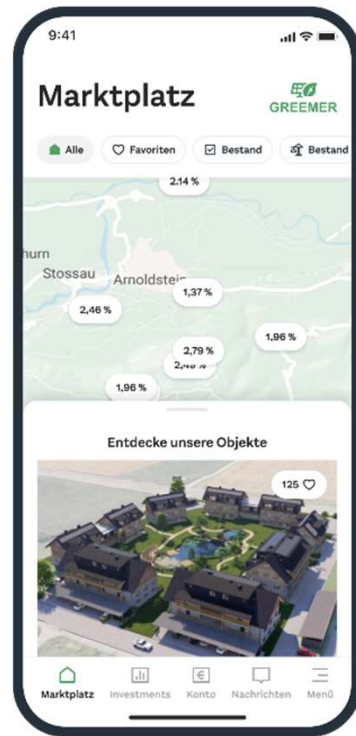 9:41
Marktplatz
GREEMER
Alle Favoriten Bestand Bestand
2.14 %
hurn
Stossau
Arnoldstein
1,37 %
2,46 %
1,96 %
2,79 %
1,96 %
Entdecke unsere Objekte
125
Marktplatz Investments Konto Nachrichten Menü